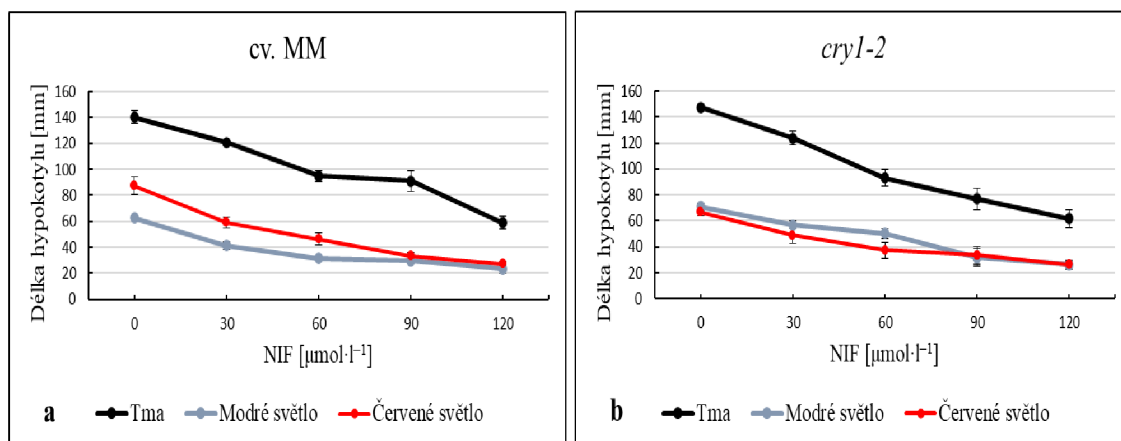 cv. MM
Délka hypokotylu [mm]
160
140
120
100
80
60
40
20
0
0 30 60 90 120
NIF [µmol·l⁻¹]
a Tma Modré světlo Červené světlo
cry1-2
Délka hypokotylu [mm]
160
140
120
100
80
60
40
20
0
0 30 60 90 120
NIF [µmol·l⁻¹]
b Tma Modré světlo Červené světlo